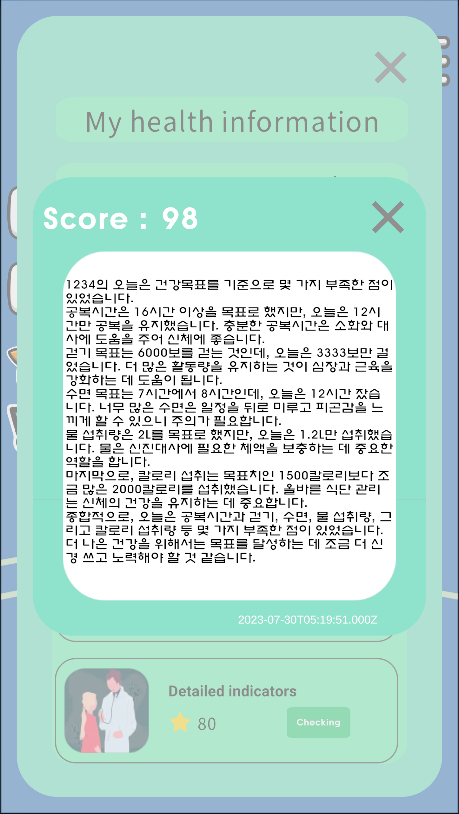 My health information
Score : 98
1234의 오늘은 건강목표를 기준으로 몇 가지 부족한 점이
있었습니다.
공복시간은 16시간 이상을 목표로 했지만, 오늘은 12시
간만 공복을 유지했습니다. 충분한 공복시간은 소화와 대
사에 도움을 주어 신체에 좋습니다.
걷기 목표는 6000보를 걷는 것인데, 오늘은 3333보만 걸
었습니다. 더 많은 활동량을 유지하는 것이 심장과 근육을
강화하는 데 도움이 됩니다.
수면 목표는 7시간에서 8시간인데, 오늘은 12시간 잤습
니다. 너무 많은 수면은 일정을 뒤로 미루고 피곤감을 느
끼게 할 수 있으니 주의가 필요합니다.
물 섭취량은 2L를 목표로 했지만, 오늘은 1.2L만 섭취했습
니다. 물은 신진대사에 필요한 체액을 보충하는 데 중요한
역할을 합니다.
마지막으로, 칼로리 섭취는 목표치인 1500칼로리보다 조
금 많은 2000칼로리를 섭취했습니다. 올바른 식단 관리
는 신체의 건강을 유지하는 데 중요합니다.
종합적으로, 오늘은 공복시간과 걷기, 수면, 물 섭취량, 그
리고 칼로리 섭취량 등 몇 가지 부족한 점이 있었습니다.
더 나은 건강을 위해서는 목표를 달성하는 데 조금 더 신
경 쓰고 노력해야 할 것 같습니다.
2023-07-30T05:19:51.000Z
Detailed indicators
80
Checking